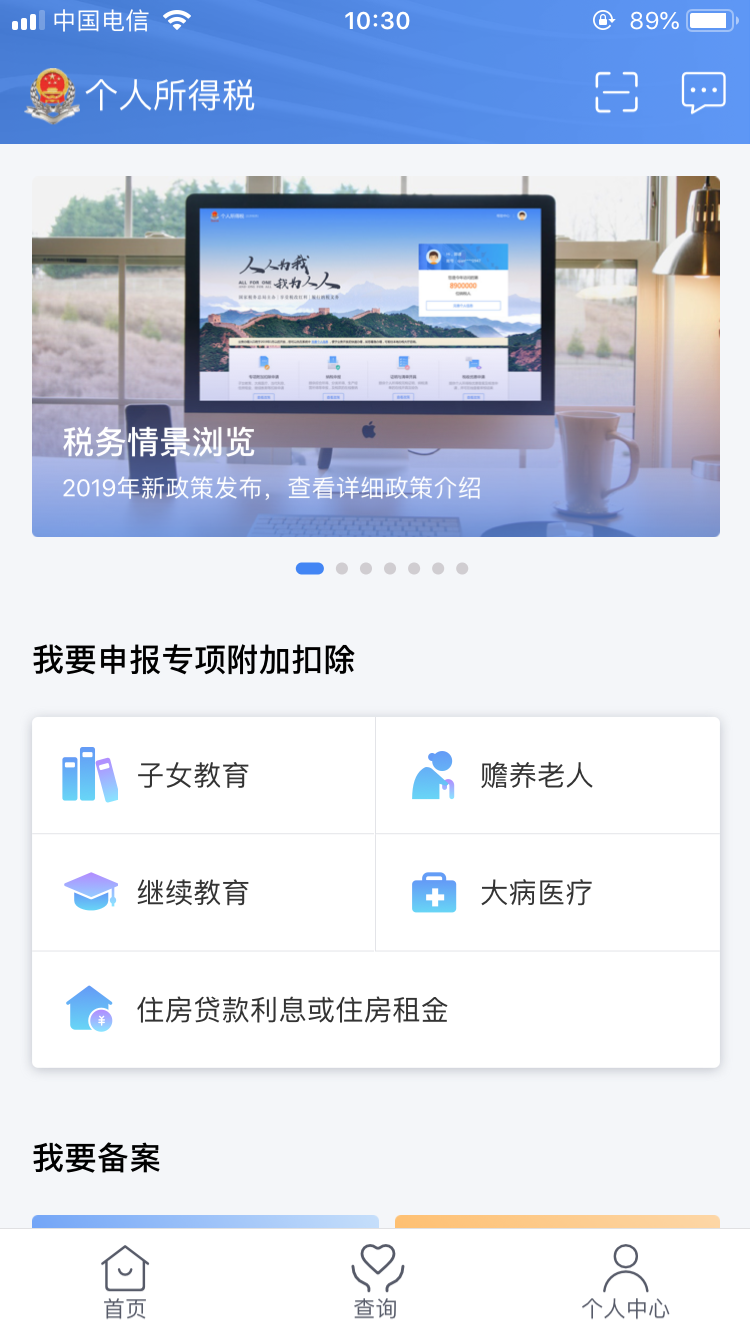 中国电信
10:30
89%
个人所得税
个人所得税
人人为我
ALL FOR ONE
我为人人
8900000
税务情景浏览
2019年新政策发布，查看详细政策介绍
我要申报专项附加扣除
子女教育
赡养老人
继续教育
大病医疗
住房贷款利息或住房租金
我要备案
首页
查询
个人中心